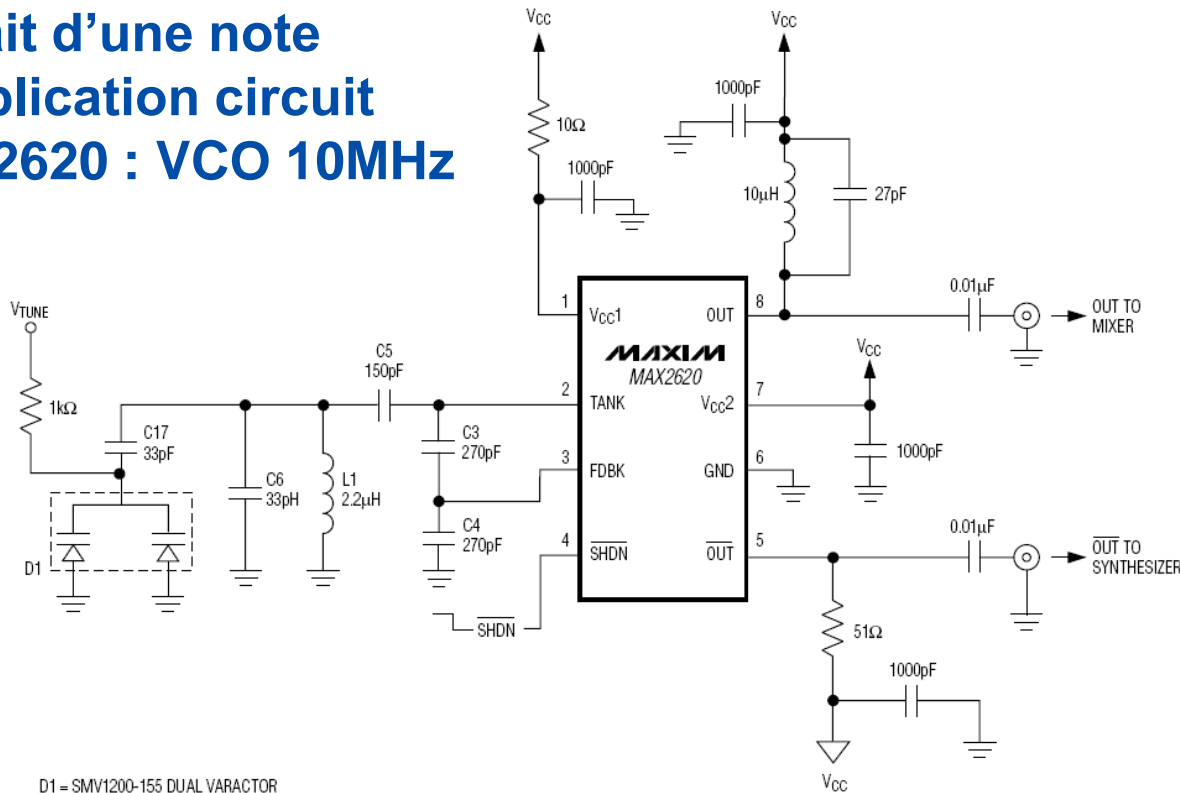 ait d’une note
plication circuit
2620 : VCO 10MHz
VCC
10Ω
1000pF
VCC
1000pF
10µH
27pF
VTUNE
1kΩ
C17
33pF
D1
C6
33pH
L1
2.2µH
C5
150pF
C3
270pF
C4
270pF
SHDN
1
VCC1
2
TANK
3
FDBK
4
SHDN
MAXIM
MAX2620
OUT
8
VCC2
7
GND
6
OUT
5
0.01µF
OUT TO
MIXER
VCC
1000pF
0.01µF
OUT TO
SYNTHESIZER
51Ω
1000pF
VCC
D1 = SMV1200-155 DUAL VARACTOR